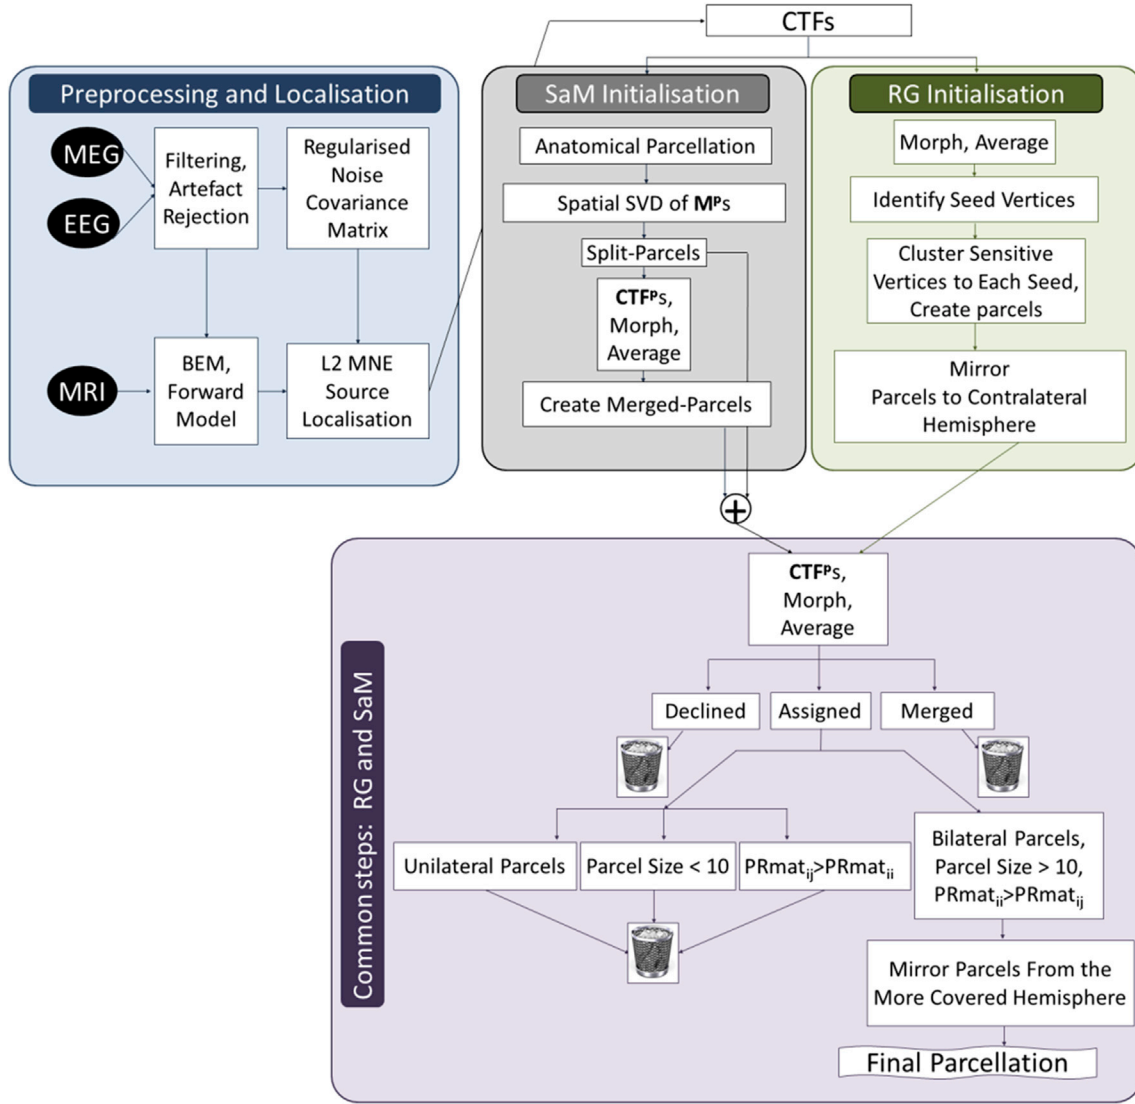 CTFs
Preprocessing and Localisation
MEG
EEG
MRI
Filtering,
Artefact
Rejection
Regularised
Noise
Covariance
Matrix
BEM,
Forward
Model
L2 MNE
Source
Localisation
SaM Initialisation
Anatomical Parcellation
Spatial SVD of Mᵖs
Split-Parcels
CTFᵖs,
Morph,
Average
Create Merged-Parcels
RG Initialisation
Morph, Average
Identify Seed Vertices
Cluster Sensitive
Vertices to Each Seed,
Create parcels
Mirror
Parcels to Contralateral
Hemisphere
+
Common steps: RG and SaM
CTFᵖs,
Morph,
Average
Declined
Assigned
Merged
Unilateral Parcels
Parcel Size < 10
PRmatᵢⱼ>PRmatᵢᵢ
Bilateral Parcels,
Parcel Size > 10,
PRmatᵢᵢ>PRmatᵢⱼ
Mirror Parcels From the
More Covered Hemisphere
Final Parcellation